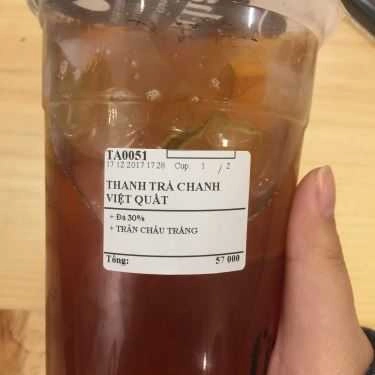 TA0051
17 12 2017 17:28 Cup: 1 / 2
THANH TRÀ CHANH
VIỆT QUẤT
+ Đá 30%
+ TRÂN CHÂU TRẮNG
Tổng: 57 000